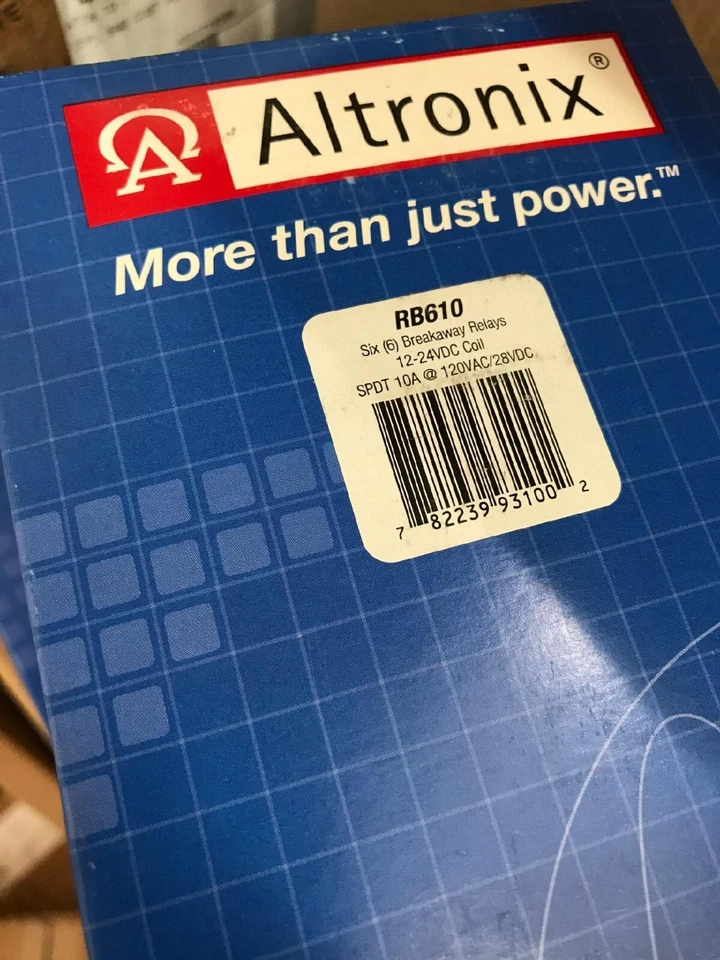 Altronix®
More than just power.™
RB610
Six (6) Breakaway Relays
12-24VDC Coil
SPDT 10A @ 120VAC/28VDC
7 82239 93100 2